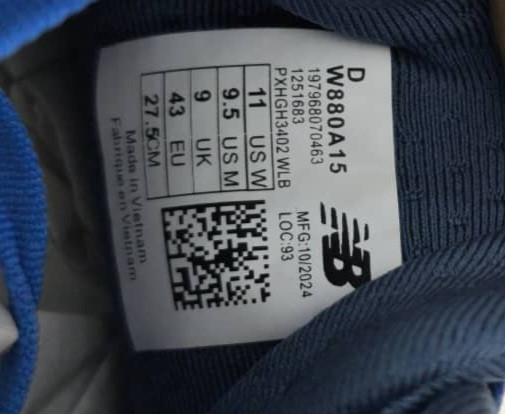 D
W880A15
197968070463
1251683
PXHGH3402 WLB
11 US W
9.5 US M
9 UK
43 EU
27.5CM
Made in Vietnam
Fabriqué en Vietnam
NB
MFG:10/2024
LOC:93